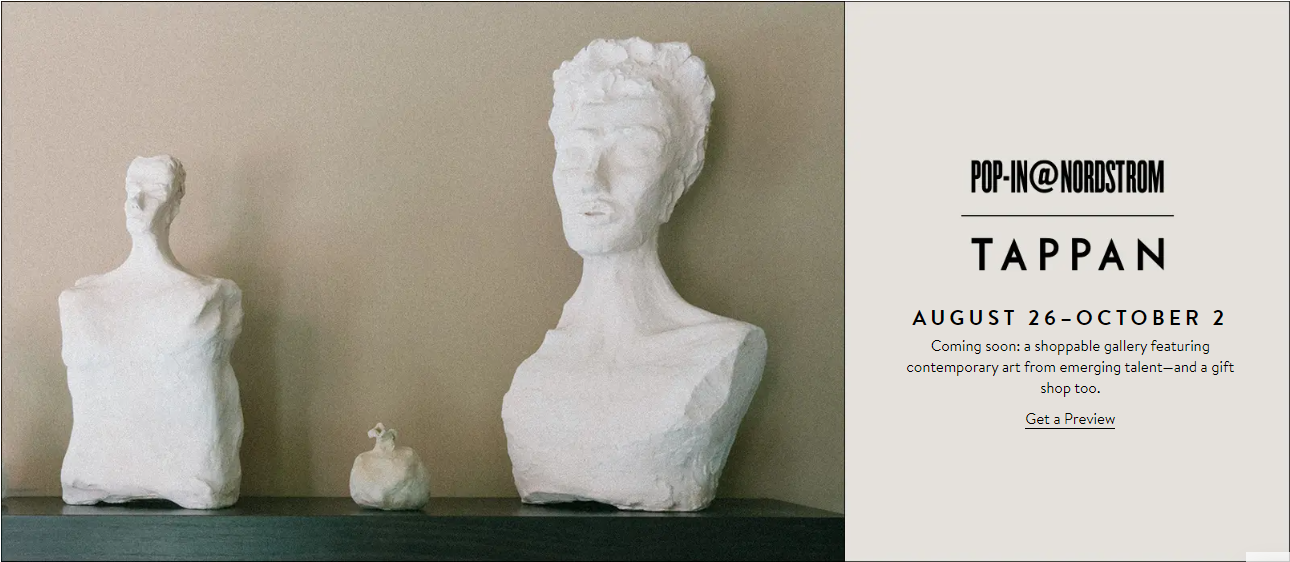 POP-IN@NORDSTROM
TAPPAN
AUGUST 26–OCTOBER 2
Coming soon: a shoppable gallery featuring
contemporary art from emerging talent—and a gift
shop too.
Get a Preview